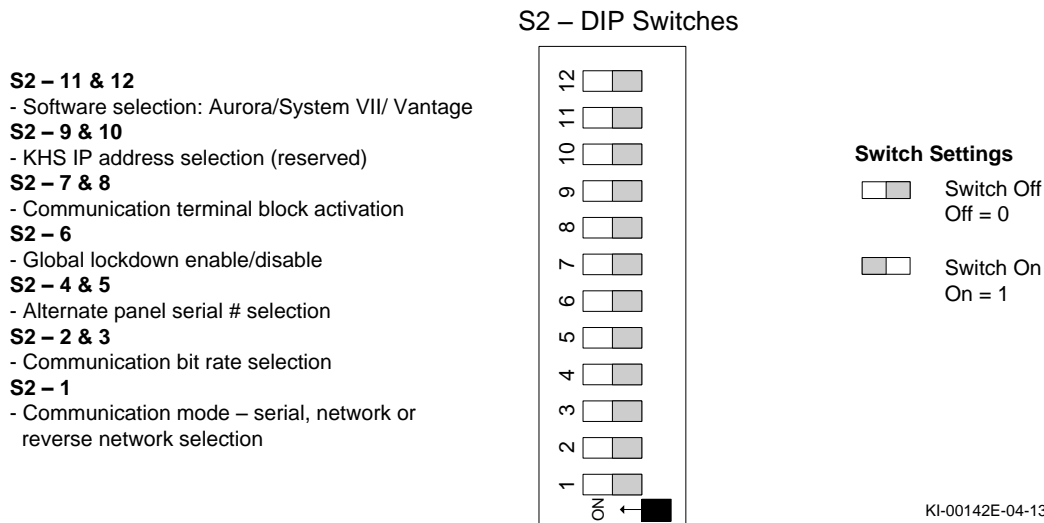 S2 – DIP Switches
S2 – 11 & 12
- Software selection: Aurora/System VII/ Vantage
S2 – 9 & 10
- KHS IP address selection (reserved)
S2 – 7 & 8
- Communication terminal block activation
S2 – 6
- Global lockdown enable/disable
S2 – 4 & 5
- Alternate panel serial # selection
S2 – 2 & 3
- Communication bit rate selection
S2 – 1
- Communication mode – serial, network or
reverse network selection
12
11
10
9
8
7
6
5
4
3
2
1
ON
Switch Settings
Switch Off
Off = 0
Switch On
On = 1
KI-00142E-04-13